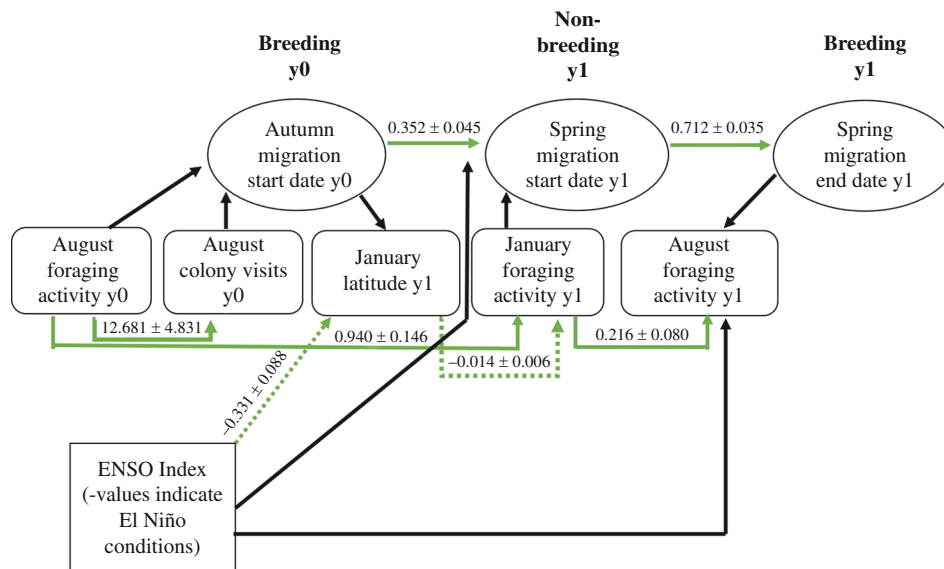 Breeding
y0
Non-
breeding
y1
Breeding
y1
Autumn
migration
start date y0
0.352 ± 0.045
Spring
migration
start date y1
0.712 ± 0.035
Spring
migration
end date y1
August
foraging
activity y0
August
colony visits
y0
January
latitude y1
January
foraging
activity y1
August
foraging
activity y1
12.681 ± 4.831
0.940 ± 0.146
–0.014 ± 0.006
0.216 ± 0.080
–0.331 ± 0.088
ENSO Index
(-values indicate
El Niño
conditions)